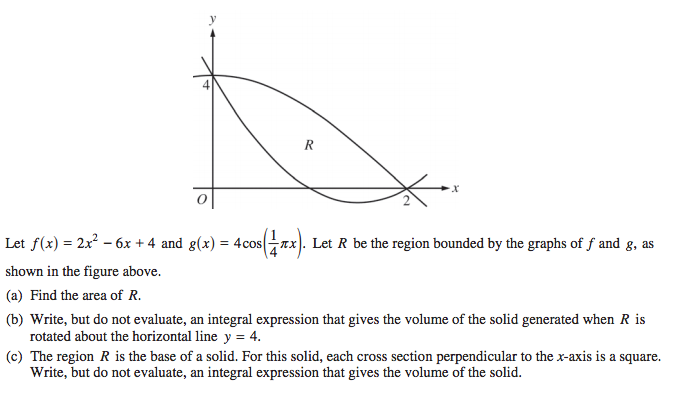 y
4
R
O
2
x
Let f(x) = 2x² − 6x + 4 and g(x) = 4cos(1/4 πx). Let R be the region bounded by the graphs of f and g, as
shown in the figure above.
(a) Find the area of R.
(b) Write, but do not evaluate, an integral expression that gives the volume of the solid generated when R is
rotated about the horizontal line y = 4.
(c) The region R is the base of a solid. For this solid, each cross section perpendicular to the x-axis is a square.
Write, but do not evaluate, an integral expression that gives the volume of the solid.